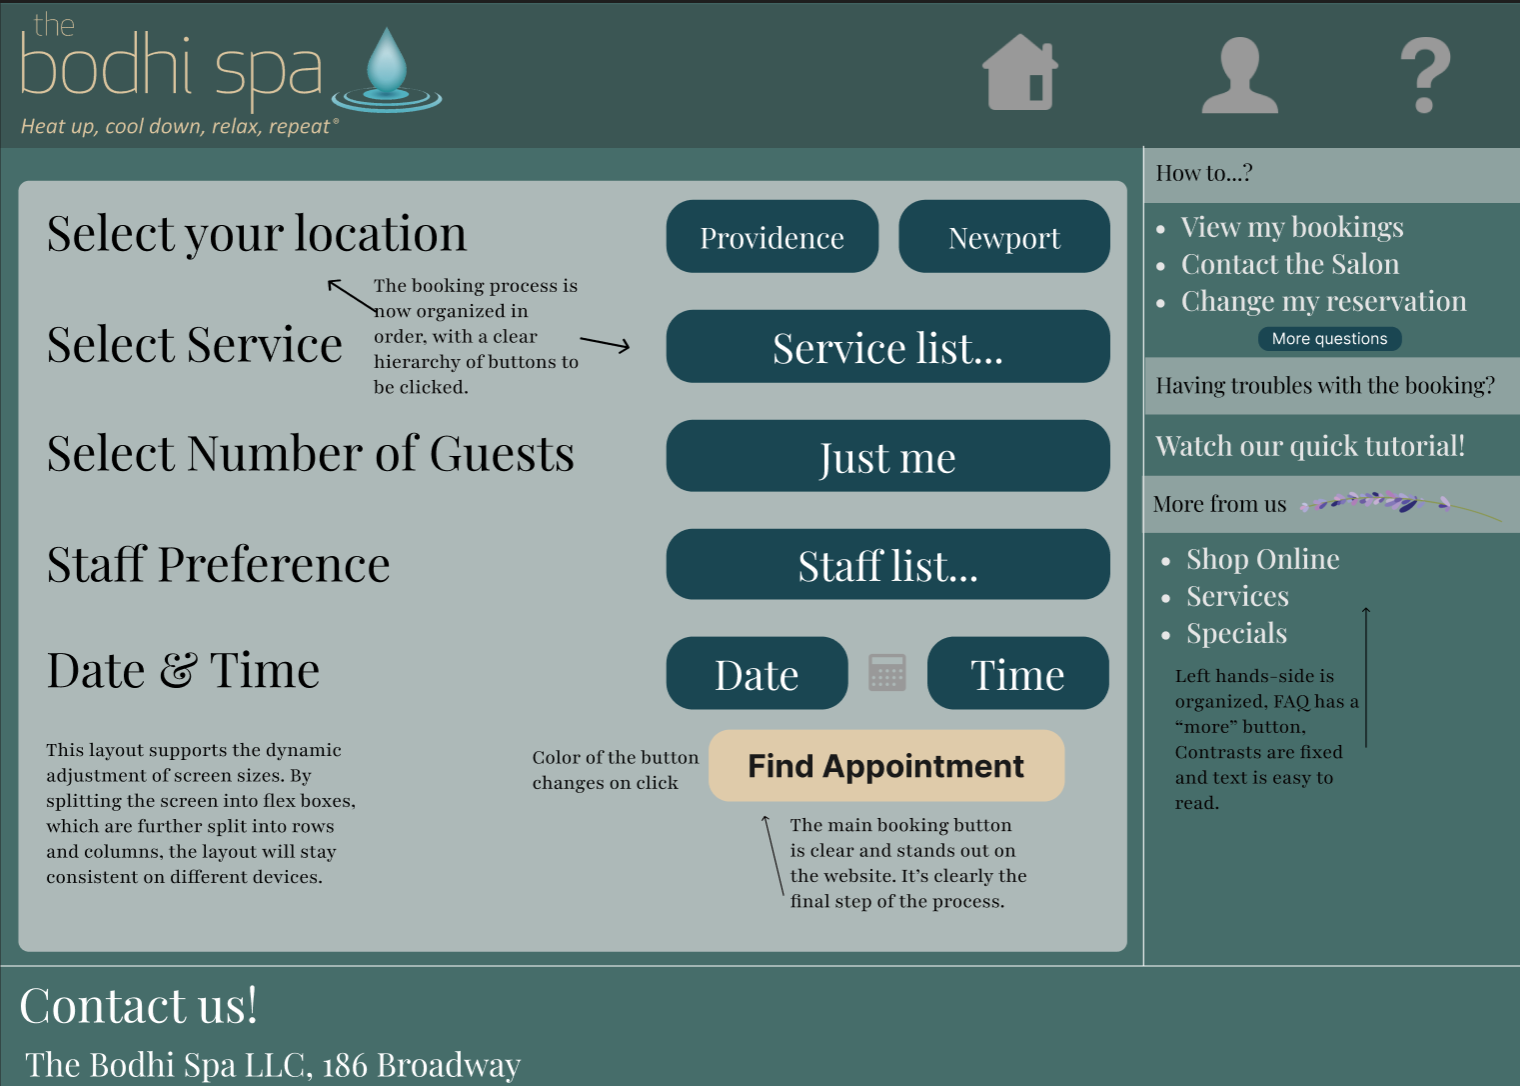 the
bodhi spa
Heat up, cool down, relax, repeat®
Select your location
Providence
Newport
The booking process is
now organized in
order, with a clear
hierarchy of buttons to
be clicked.
Select Service
Service list...
Select Number of Guests
Just me
Staff Preference
Staff list...
Date & Time
Date
Time
This layout supports the dynamic
adjustment of screen sizes. By
splitting the screen into flex boxes,
which are further split into rows
and columns, the layout will stay
consistent on different devices.
Color of the button
changes on click
Find Appointment
The main booking button
is clear and stands out on
the website. It's clearly the
final step of the process.
How to...?
• View my bookings
• Contact the Salon
• Change my reservation
More questions
Having troubles with the booking?
Watch our quick tutorial!
More from us
• Shop Online
• Services
• Specials
Left hands-side is
organized, FAQ has a
“more” button,
Contrasts are fixed
and text is easy to
read.
Contact us!
The Bodhi Spa LLC, 186 Broadway